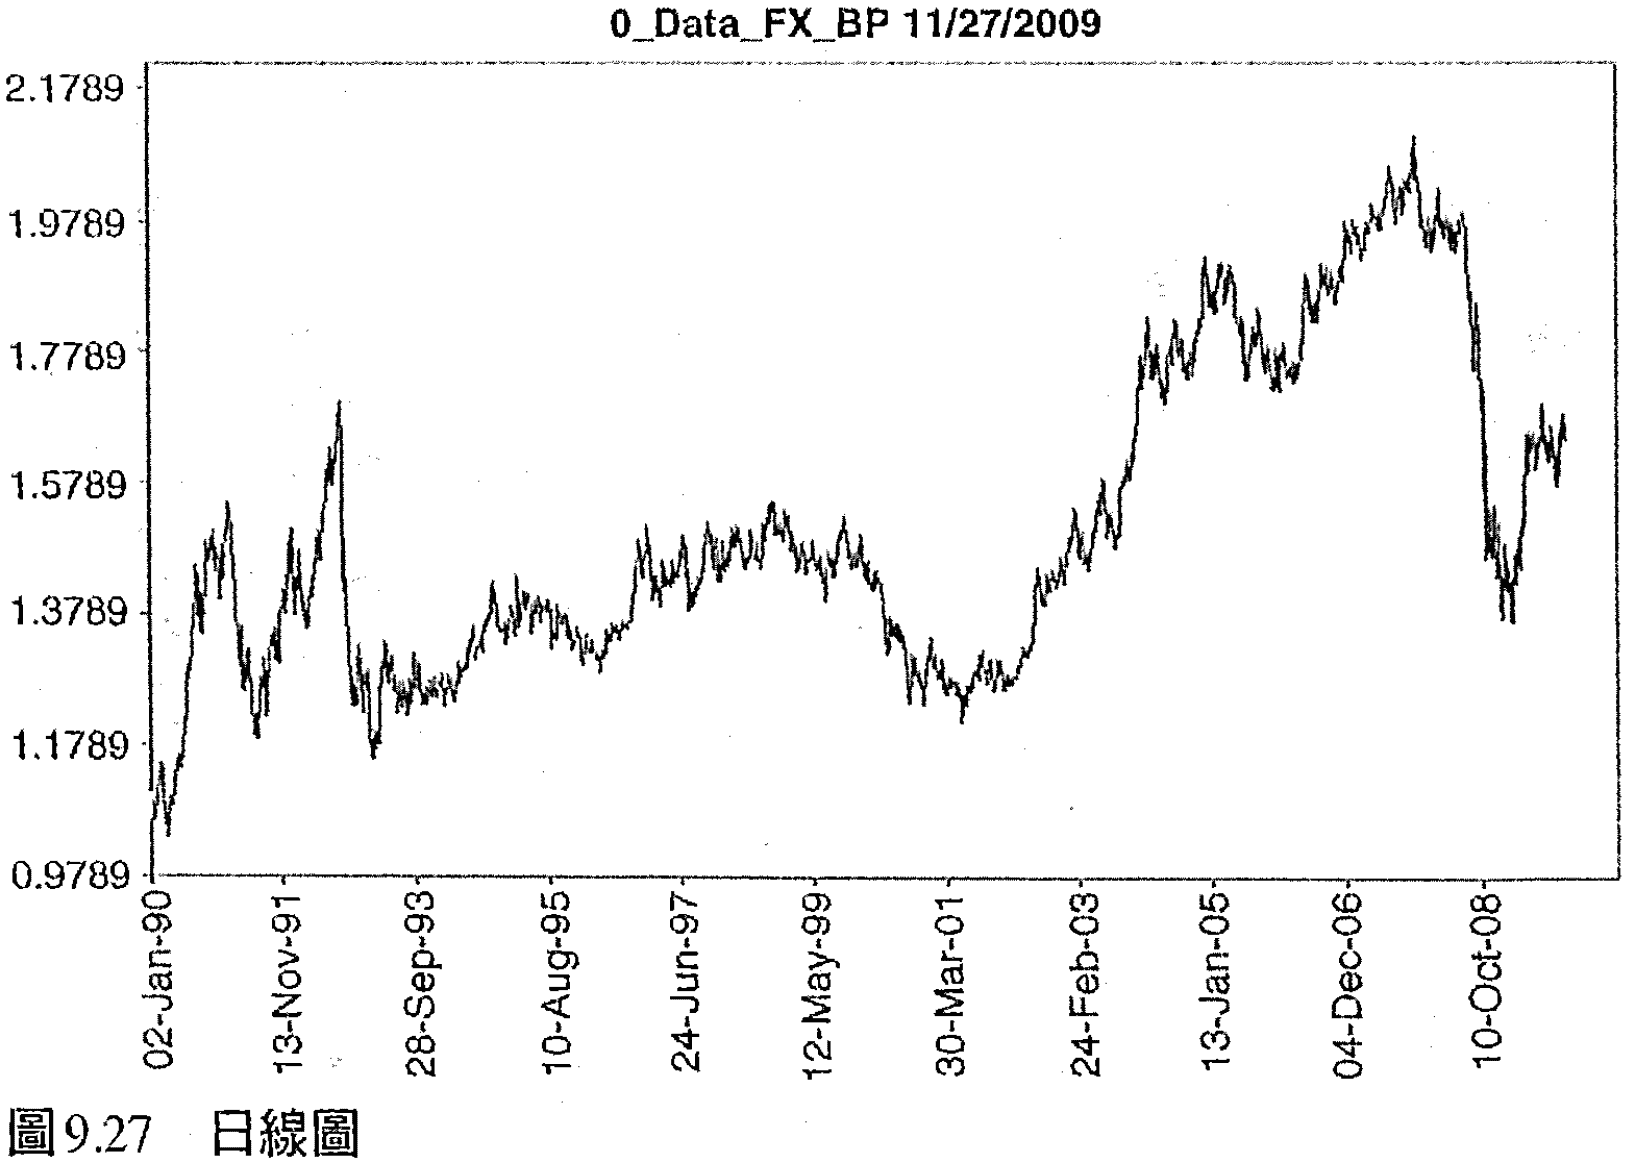 0_Data_FX_BP 11/27/2009
2.1789
1.9789
1.7789
1.5789
1.3789
1.1789
0.9789
02-Jan-90
13-Nov-91
28-Sep-93
10-Aug-95
24-Jun-97
12-May-99
30-Mar-01
24-Feb-03
13-Jan-05
04-Dec-06
10-Oct-08
圖9.27 日線圖